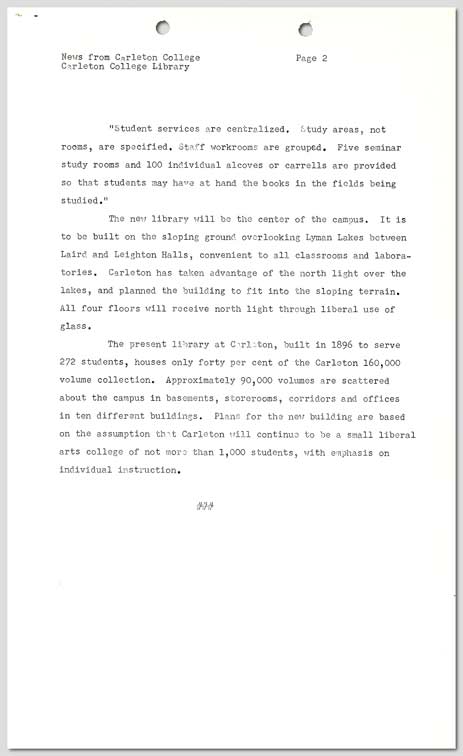 News from Carleton College
Carleton College Library
Page 2
"Student services are centralized. Study areas, not
rooms, are specified. Staff workrooms are grouped. Five seminar
study rooms and 100 individual alcoves or carrells are provided
so that students may have at hand the books in the fields being
studied."
The new library will be the center of the campus. It is
to be built on the sloping ground overlooking Lyman Lakes between
Laird and Leighton Halls, convenient to all classrooms and labora-
tories. Carleton has taken advantage of the north light over the
lakes, and planned the building to fit into the sloping terrain.
All four floors will receive north light through liberal use of
glass.
The present library at Carleton, built in 1896 to serve
272 students, houses only forty per cent of the Carleton 160,000
volume collection. Approximately 90,000 volumes are scattered
about the campus in basements, storerooms, corridors and offices
in ten different buildings. Plans for the new building are based
on the assumption that Carleton will continue to be a small liberal
arts college of not more than 1,000 students, with emphasis on
individual instruction.
###